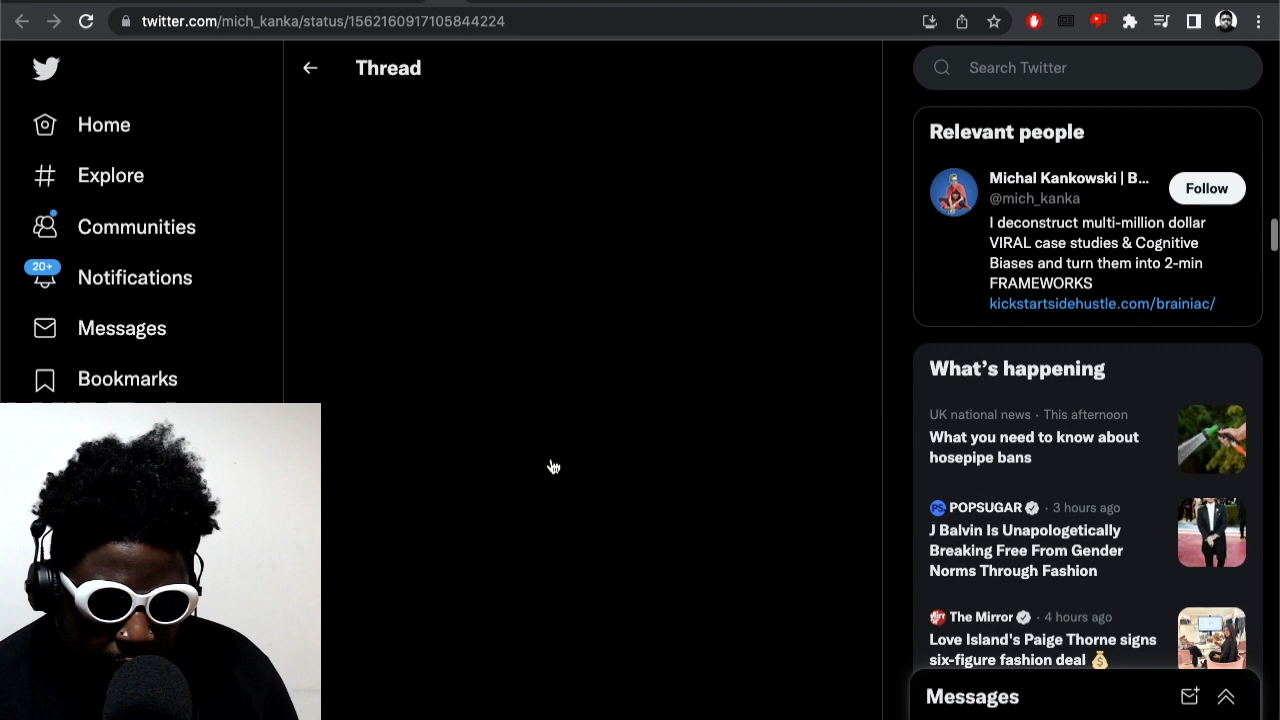 twitter.com/mich_kanka/status/1562160917105844224
Thread
Search Twitter
Home
Explore
Communities
20+
Notifications
Messages
Bookmarks
Relevant people
Michal Kankowski | B...
@mich_kanka
Follow
I deconstruct multi-million dollar
VIRAL case studies & Cognitive
Biases and turn them into 2-min
FRAMEWORKS
kickstartsidehustle.com/brainiac/
What's happening
UK national news · This afternoon
What you need to know about
hosepipe bans
PS POPSUGAR · 3 hours ago
J Balvin Is Unapologetically
Breaking Free From Gender
Norms Through Fashion
The Mirror · 4 hours ago
Love Island's Paige Thorne signs
six-figure fashion deal 💰
Messages